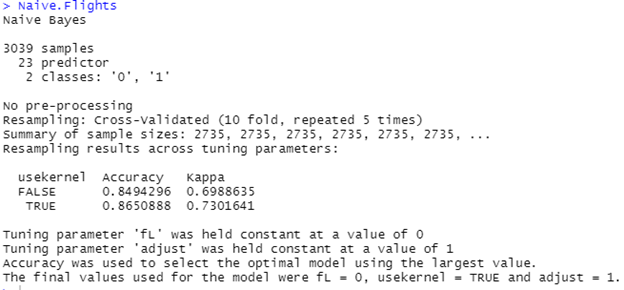 > Naive.Flights
Naive Bayes

3039 samples
  23 predictor
   2 classes: '0', '1'

No pre-processing
Resampling: Cross-Validated (10 fold, repeated 5 times)
Summary of sample sizes: 2735, 2735, 2735, 2735, 2735, 2735, ...
Resampling results across tuning parameters:

  usekernel  Accuracy   Kappa
  FALSE      0.8494296  0.6988635
   TRUE      0.8650888  0.7301641

Tuning parameter 'fL' was held constant at a value of 0
Tuning parameter 'adjust' was held constant at a value of 1
Accuracy was used to select the optimal model using the largest value.
The final values used for the model were fL = 0, usekernel = TRUE and adjust = 1.